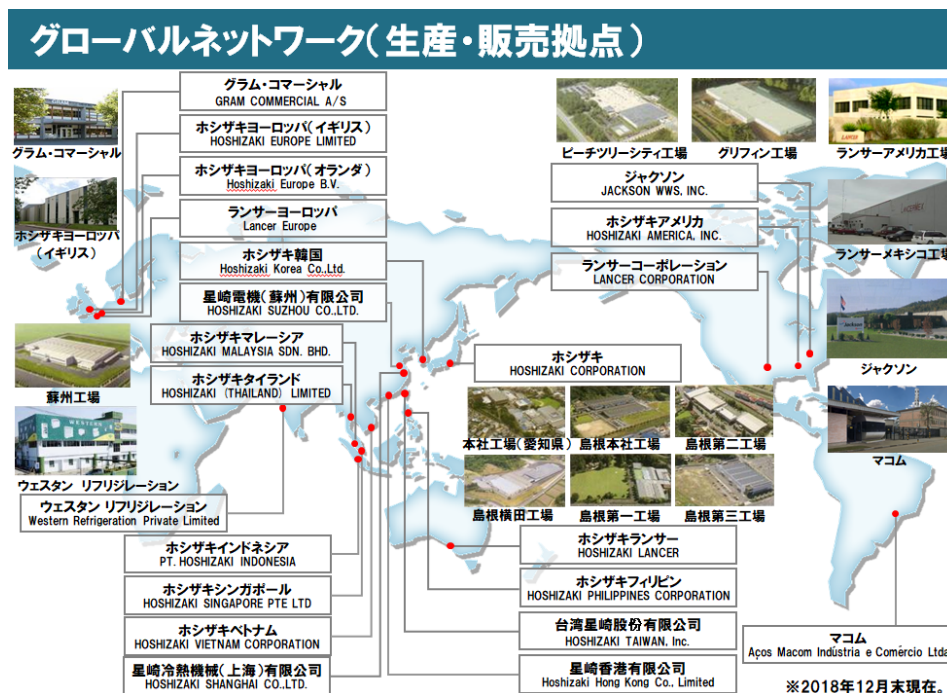 グローバルネットワーク（生産・販売拠点）
グラム・コマーシャル
GRAM COMMERCIAL A/S
ホシザキヨーロッパ（イギリス）
HOSHIZAKI EUROPE LIMITED
ホシザキヨーロッパ（オランダ）
Hoshizaki Europe B.V.
ランサーヨーロッパ
Lancer Europe
ホシザキ韓国
Hoshizaki Korea Co.,Ltd.
星崎電機（蘇州）有限公司
HOSHIZAKI SUZHOU CO.,LTD.
ホシザキマレーシア
HOSHIZAKI MALAYSIA SDN. BHD.
ホシザキタイランド
HOSHIZAKI (THAILAND) LIMITED
グラム・コマーシャル
ホシザキヨーロッパ
（イギリス）
蘇州工場
WESTERN
ウェスタン リフリジレーション
ウェスタン リフリジレーション
Western Refrigeration Private Limited
ホシザキインドネシア
PT. HOSHIZAKI INDONESIA
ホシザキシンガポール
HOSHIZAKI SINGAPORE PTE LTD
ホシザキベトナム
HOSHIZAKI VIETNAM CORPORATION
星崎冷熱機械（上海）有限公司
HOSHIZAKI SHANGHAI CO.,LTD.
ピーチツリーシティ工場
グリフィン工場
LANCER
ランサーアメリカ工場
ジャクソン
JACKSON WWS, INC.
ホシザキアメリカ
HOSHIZAKI AMERICA, INC.
ランサーコーポレーション
LANCER CORPORATION
ランサーメキシコ工場
Jackson
ジャクソン
マコム
ホシザキ
HOSHIZAKI CORPORATION
本社工場（愛知県）
島根本社工場
島根第二工場
島根横田工場
島根第一工場
島根第三工場
ホシザキランサー
HOSHIZAKI LANCER
ホシザキフィリピン
HOSHIZAKI PHILIPPINES CORPORATION
台湾星崎股份有限公司
HOSHIZAKI TAIWAN, Inc.
星崎香港有限公司
Hoshizaki Hong Kong Co., Limited
マコム
Aços Macom Indústria e Comércio Ltda
※2018年12月末現在